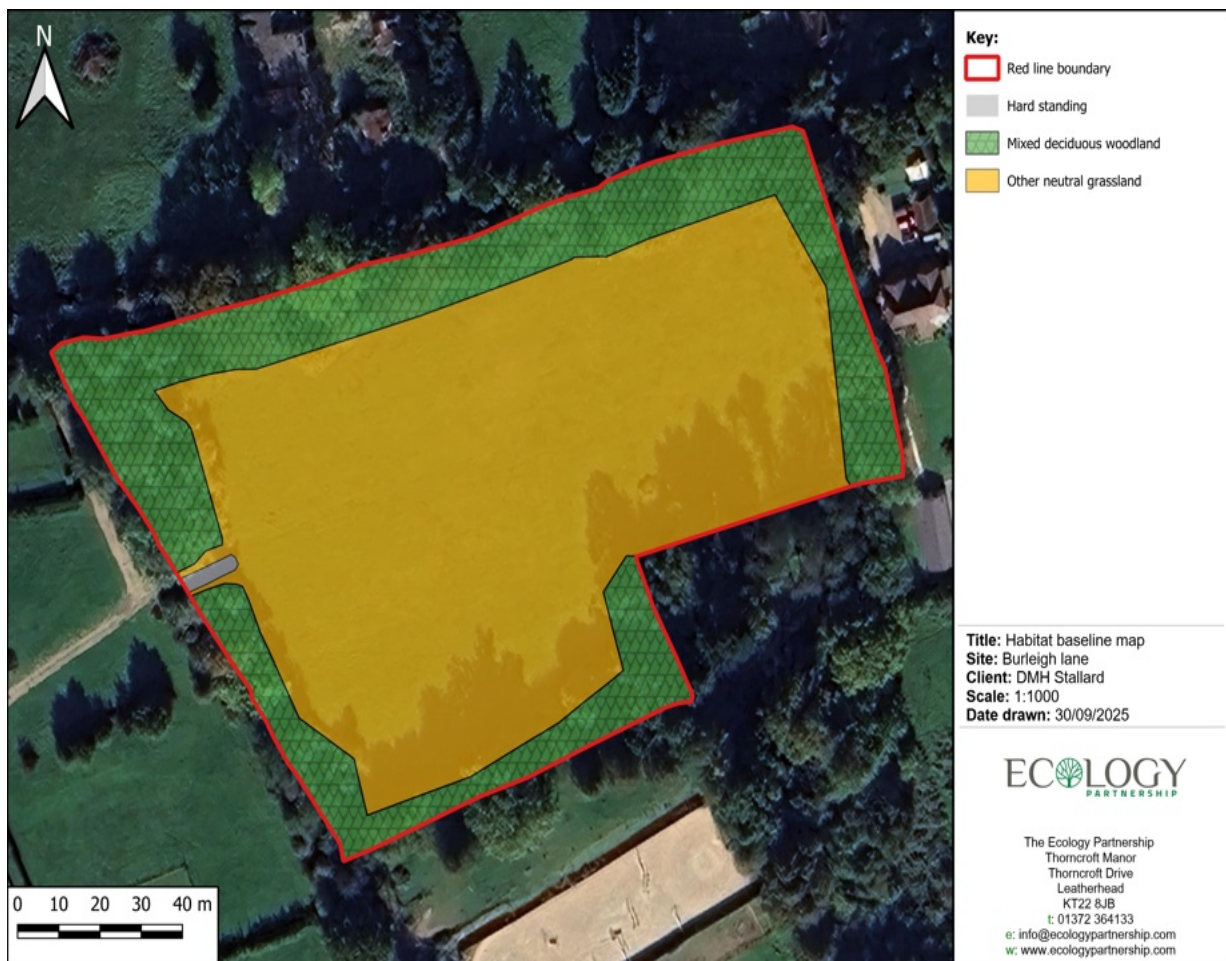 N
0 10 20 30 40 m
Key:
Red line boundary
Hard standing
Mixed deciduous woodland
Other neutral grassland
Title: Habitat baseline map
Site: Burleigh lane
Client: DMH Stallard
Scale: 1:1000
Date drawn: 30/09/2025
ECOLOGY
PARTNERSHIP
The Ecology Partnership
Thorncroft Manor
Thorncroft Drive
Leatherhead
KT22 8JB
t: 01372 364133
e: info@ecologypartnership.com
w: www.ecologypartnership.com